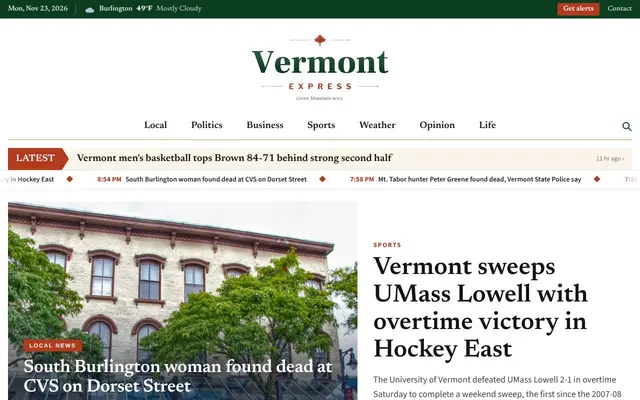 Mon, Nov 23, 2026
Burlington 49°F Mostly Cloudy
Get alerts
Contact
Vermont
EXPRESS
Green Mountain news.
Local
Politics
Business
Sports
Weather
Opinion
Life
LATEST
Vermont men's basketball tops Brown 84-71 behind strong second half
11 hr ago ›
in Hockey East
8:54 PM South Burlington woman found dead at CVS on Dorset Street
7:58 PM Mt. Tabor hunter Peter Greene found dead, Vermont State Police say
LOCAL NEWS
South Burlington woman found dead at
CVS on Dorset Street
SPORTS
Vermont sweeps
UMass Lowell with
overtime victory in
Hockey East
The University of Vermont defeated UMass Lowell 2-1 in overtime
Saturday to complete a weekend sweep, the first since the 2007-08